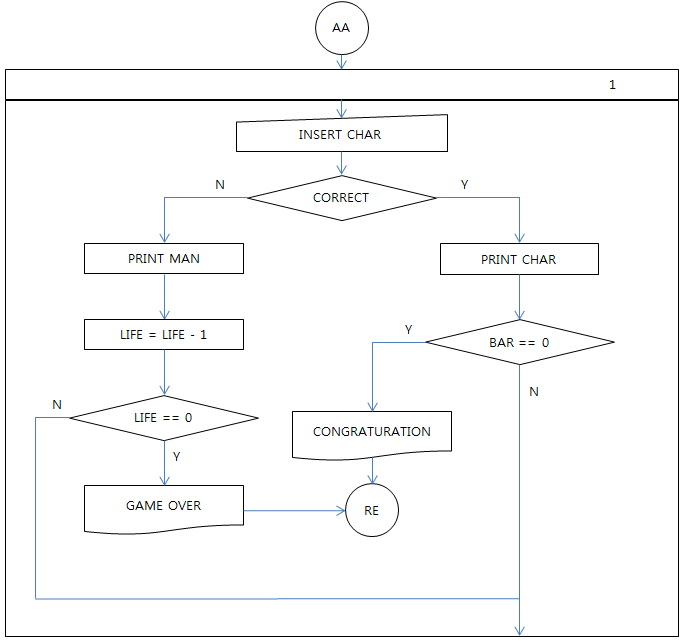 AA
1
INSERT CHAR
N
CORRECT
Y
PRINT MAN
PRINT CHAR
LIFE = LIFE - 1
Y
BAR == 0
N
N
LIFE == 0
CONGRATURATION
Y
GAME OVER
RE